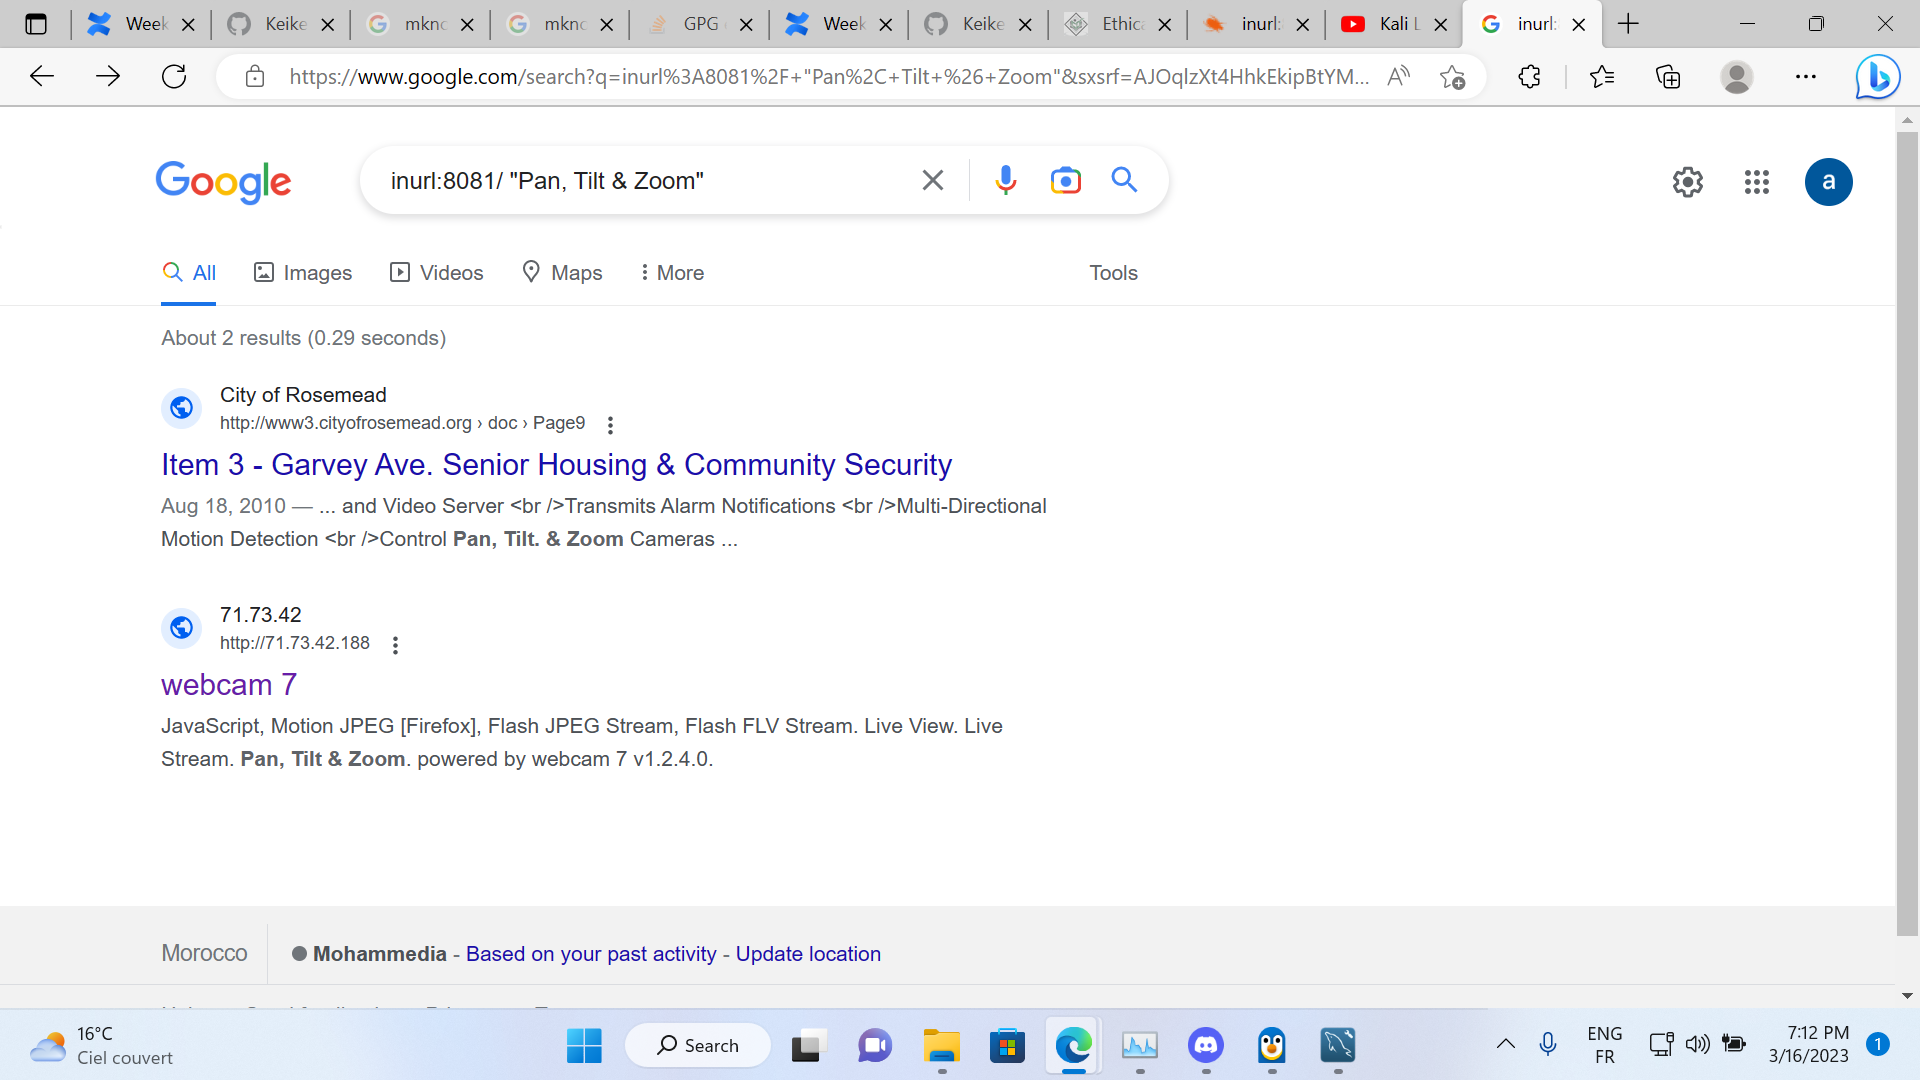 Week
Keike
mknc
mknc
GPG
Week
Keike
Ethica
inurl:
Kali L
inurl:
https://www.google.com/search?q=inurl%3A8081%2F+"Pan%2C+Tilt+%26+Zoom"&sxsrf=AJOqlzXt4HhkEkipBtYM...
Google
inurl:8081/ "Pan, Tilt & Zoom"
a
All
Images
Videos
Maps
More
Tools
About 2 results (0.29 seconds)
City of Rosemead
http://www3.cityofrosemead.org › doc › Page9
Item 3 - Garvey Ave. Senior Housing & Community Security
Aug 18, 2010 — ... and Video Server <br />Transmits Alarm Notifications <br />Multi-Directional
Motion Detection <br />Control Pan, Tilt. & Zoom Cameras ...
71.73.42
http://71.73.42.188
webcam 7
JavaScript, Motion JPEG [Firefox], Flash JPEG Stream, Flash FLV Stream. Live View. Live
Stream. Pan, Tilt & Zoom. powered by webcam 7 v1.2.4.0.
Morocco
Mohammedia - Based on your past activity - Update location
16°C
Ciel couvert
Search
ENG
FR
7:12 PM
3/16/2023
1